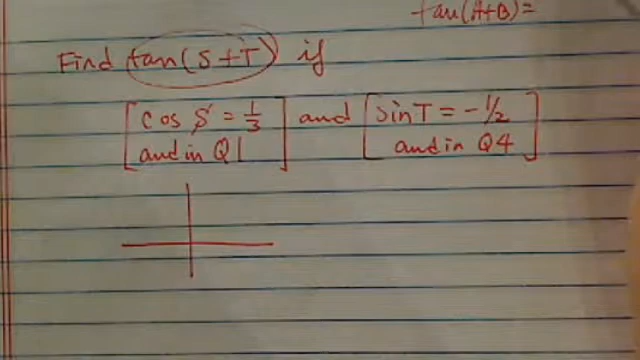 tan(A+B)=
Find tan(S+T) if
[cos S = 1/3 and in Q1] and [sin T = -1/2 and in Q4]